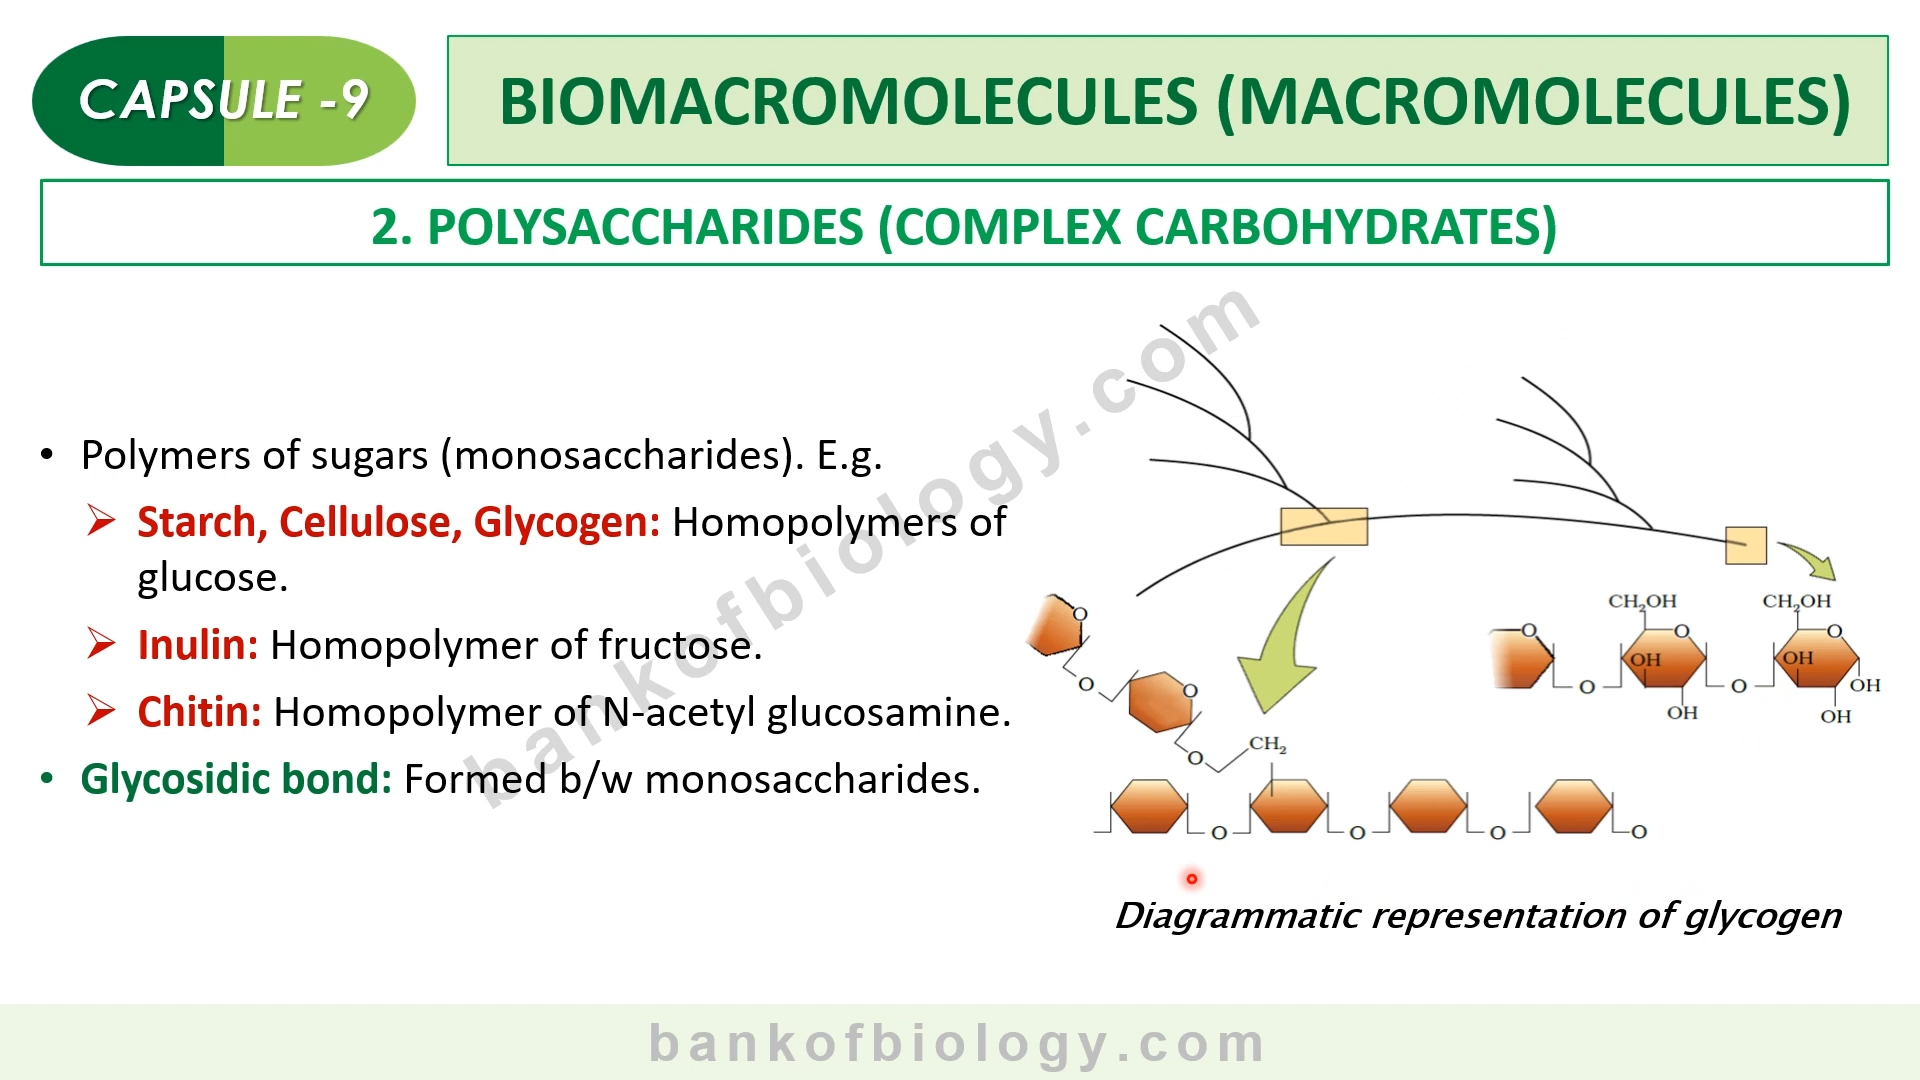 CAPSULE -9
BIOMACROMOLECULES (MACROMOLECULES)
2. POLYSACCHARIDES (COMPLEX CARBOHYDRATES)
• Polymers of sugars (monosaccharides). E.g.
➢ Starch, Cellulose, Glycogen: Homopolymers of
glucose.
➢ Inulin: Homopolymer of fructose.
➢ Chitin: Homopolymer of N-acetyl glucosamine.
• Glycosidic bond: Formed b/w monosaccharides.
bankofbiology.com
CH₂OH CH₂OH
O O O
O OH OH
O O OH
OH OH
O
O
O CH₂
O O O O
Diagrammatic representation of glycogen
bankofbiology.com